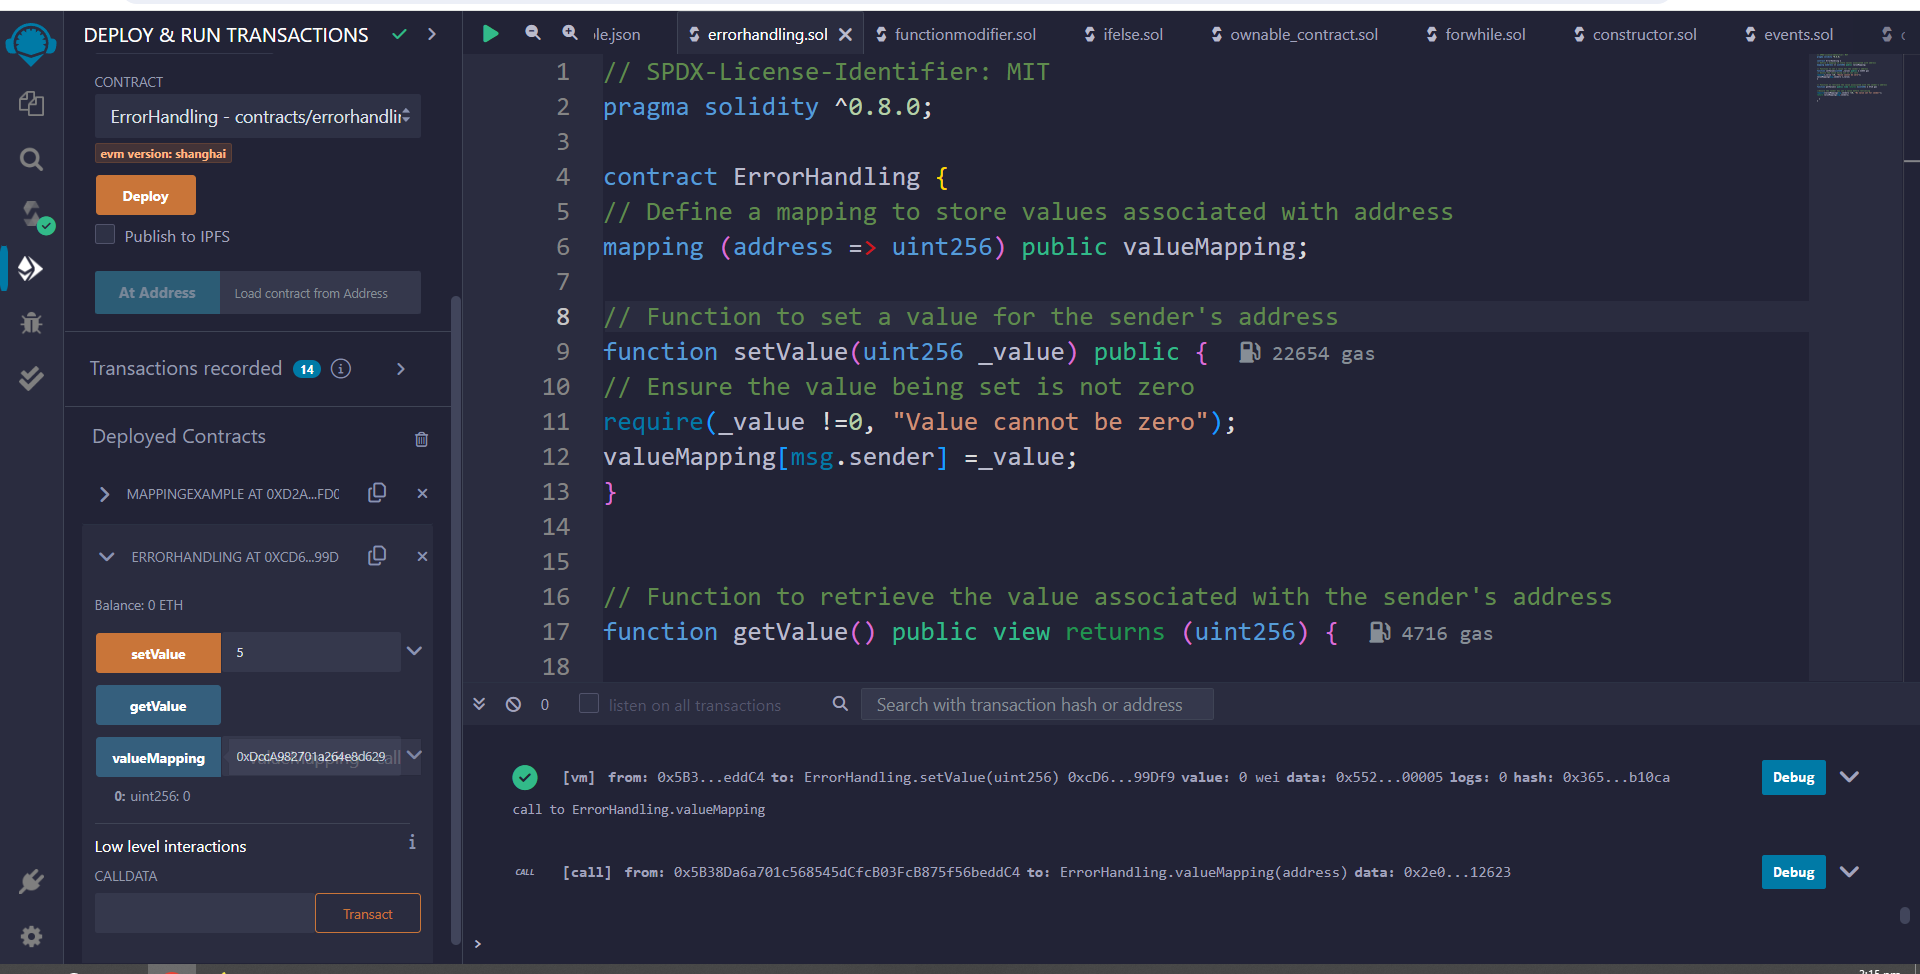 DEPLOY & RUN TRANSACTIONS
CONTRACT
ErrorHandling - contracts/errorhandlin
evm version: shanghai
Deploy
Publish to IPFS
At Address
Load contract from Address
Transactions recorded 14 i
Deployed Contracts
MAPPINGEXAMPLE AT 0XD2A...FD0
ERRORHANDLING AT 0XCD6...99D
Balance: 0 ETH
setValue 5
getValue
valueMapping 0xDccA982701a264e8d629
0: uint256: 0
Low level interactions i
CALLDATA
Transact
le.json errorhandling.sol functionmodifier.sol ifelse.sol ownable_contract.sol forwhile.sol constructor.sol events.sol
1 // SPDX-License-Identifier: MIT
2 pragma solidity ^0.8.0;
3
4 contract ErrorHandling {
5 // Define a mapping to store values associated with address
6 mapping (address => uint256) public valueMapping;
7
8 // Function to set a value for the sender's address
9 function setValue(uint256 _value) public { 22654 gas
10 // Ensure the value being set is not zero
11 require(_value !=0, "Value cannot be zero");
12 valueMapping[msg.sender] =_value;
13 }
14
15
16 // Function to retrieve the value associated with the sender's address
17 function getValue() public view returns (uint256) { 4716 gas
18
0 listen on all transactions Search with transaction hash or address
[vm] from: 0x5B3...eddC4 to: ErrorHandling.setValue(uint256) 0xcD6...99Df9 value: 0 wei data: 0x552...00005 logs: 0 hash: 0x365...b10ca Debug
call to ErrorHandling.valueMapping
CALL [call] from: 0x5B38Da6a701c568545dCfcB03FcB875f56beddC4 to: ErrorHandling.valueMapping(address) data: 0x2e0...12623 Debug
>